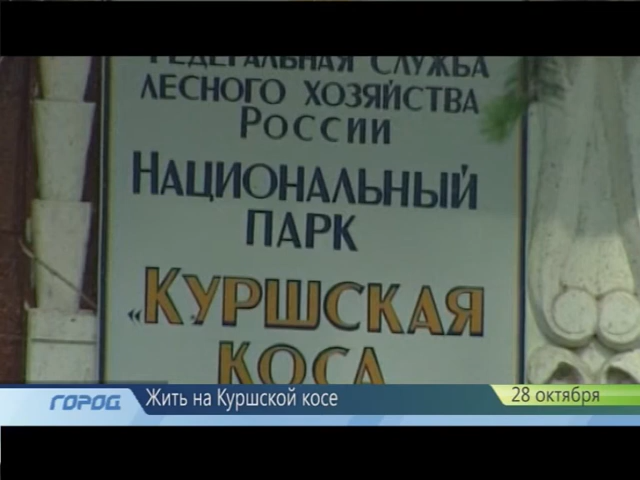 ФЕДЕРАЛЬНАЯ СЛУЖБА
ЛЕСНОГО ХОЗЯЙСТВА
РОССИИ
НАЦИОНАЛЬНЫЙ
ПАРК
«КУРШСКАЯ
КОСА
ГОРОД
Жить на Куршской косе
28 октября